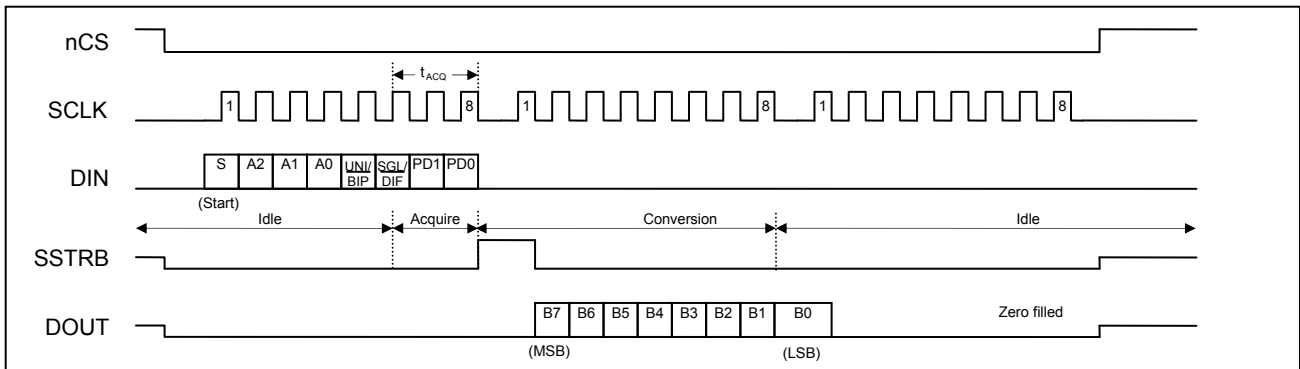 nCS
t_ACQ
SCLK
1 8 1 8 1 8
DIN
S A2 A1 A0 UNI/BIP SGL/DIF PD1 PD0
(Start)
Idle Acquire Conversion Idle
SSTRB
DOUT
B7 B6 B5 B4 B3 B2 B1 B0 Zero filled
(MSB) (LSB)